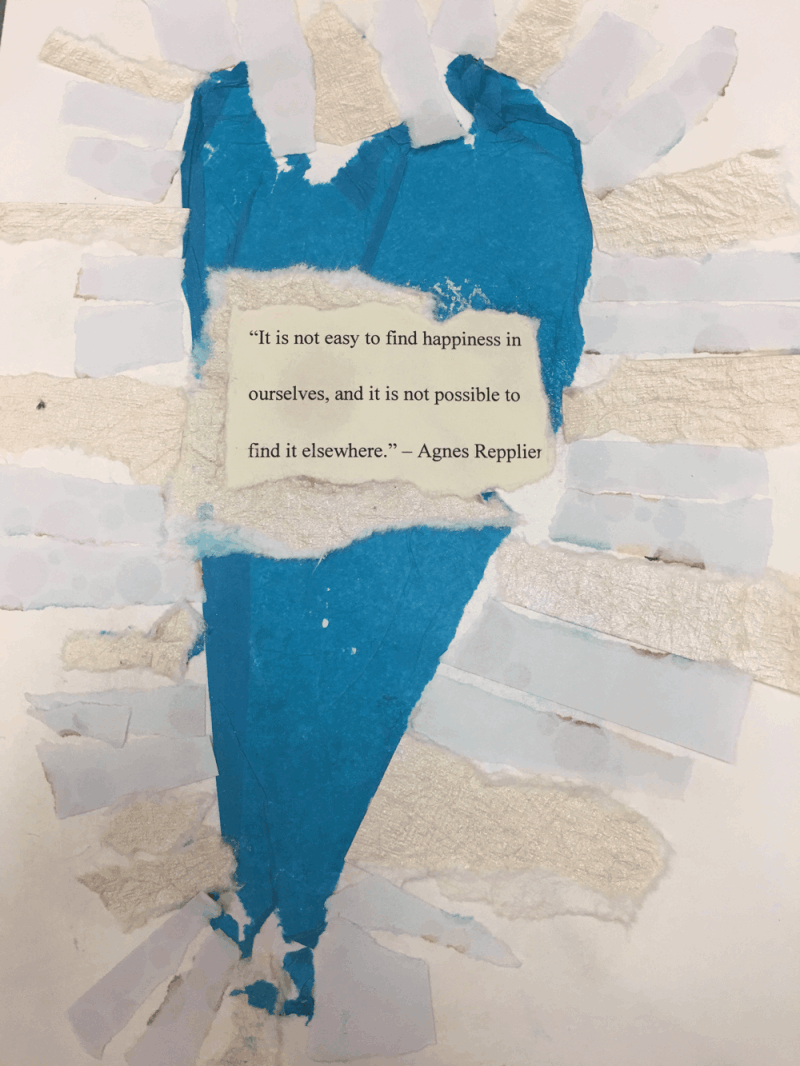 “It is not easy to find happiness in
ourselves, and it is not possible to
find it elsewhere.” – Agnes Repplier